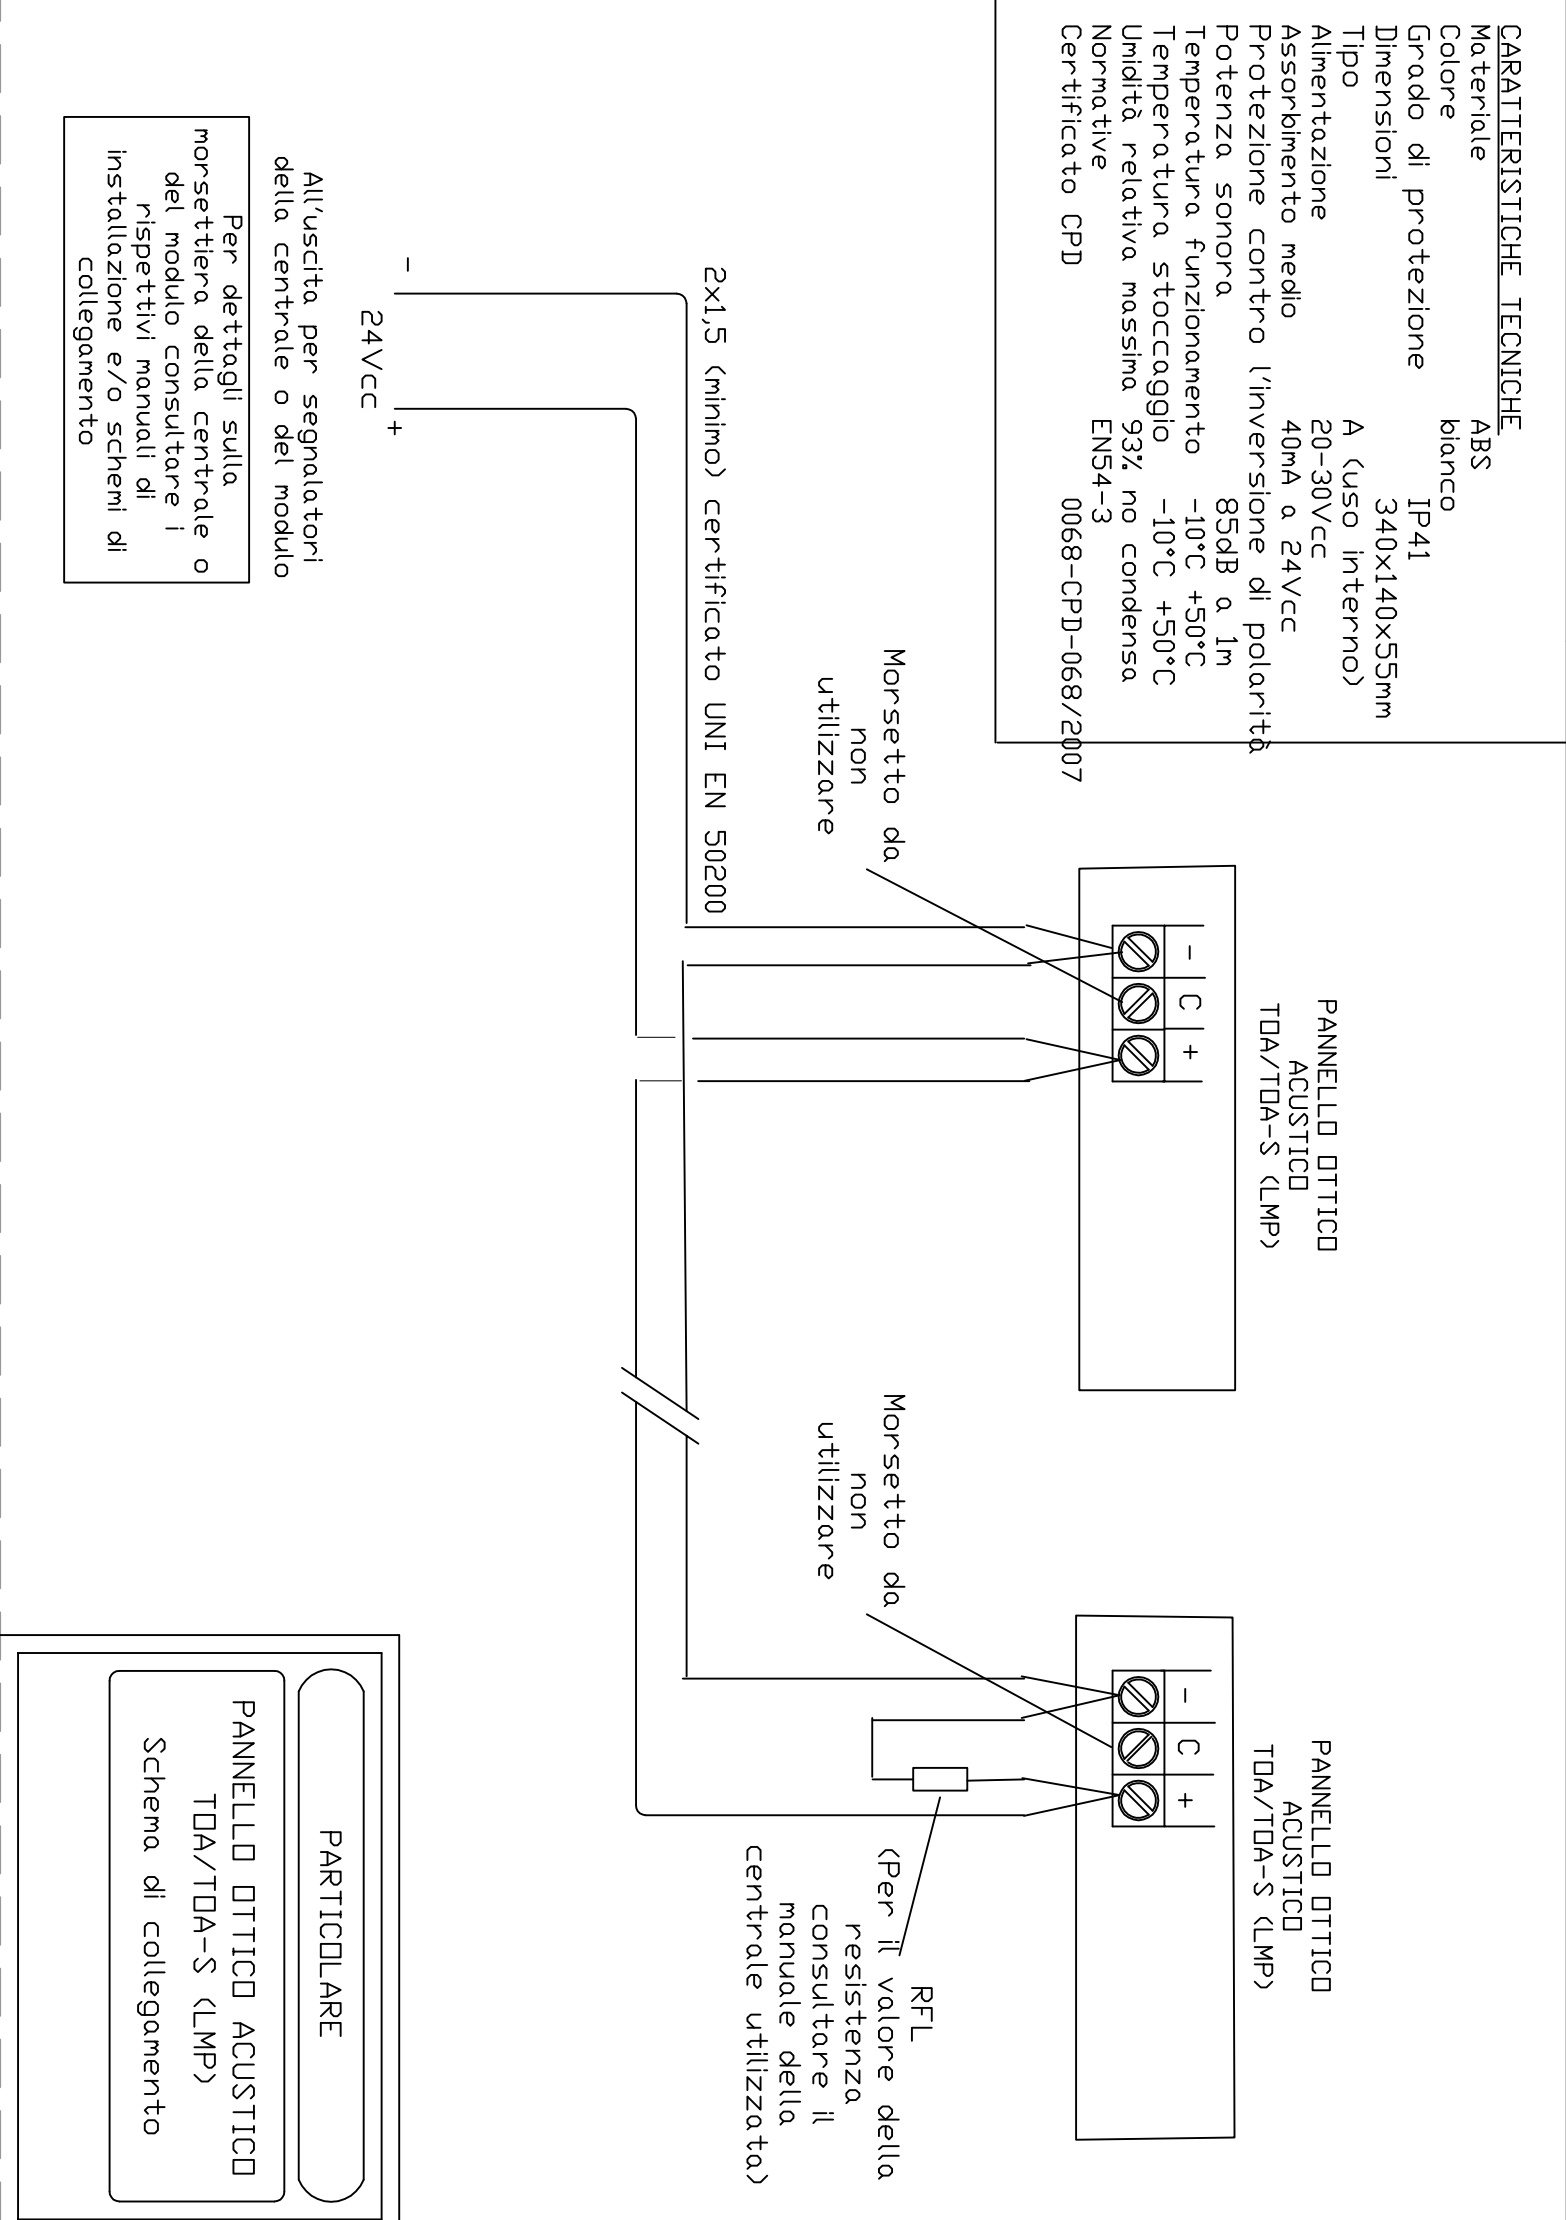 CARATTERISTICHE TECNICHE
Materiale ABS
Colore bianco
Grado di protezione IP41
Dimensioni 340x140x55mm
Tipo A (uso interno)
Alimentazione 20-30Vcc
Assorbimento medio 40mA a 24Vcc
Protezione contro l'inversione di polarità
Potenza sonora 85dB a 1m
Temperatura funzionamento -10°C +50°C
Temperatura stoccaggio -10°C +50°C
Umidità relativa massima 93% no condensa
Normative EN54-3
Certificato CPD 0068-CPD-068/2007
PANNELLO OTTICO
ACUSTICO
TOA/TOA-S (LMP)
- C +
Morsetto da
non
utilizzare
PANNELLO OTTICO
ACUSTICO
TOA/TOA-S (LMP)
- C +
Morsetto da
non
utilizzare
RFL
(Per il valore della
resistenza
consultare il
manuale della
centrale utilizzata)
2x1,5 (minimo) certificato UNI EN 50200
- +
24Vcc
All'uscita per segnalatori
della centrale o del modulo
Per dettagli sulla
morsettiera della centrale o
del modulo consultare i
rispettivi manuali di
installazione e/o schemi di
collegamento
PARTICOLARE
PANNELLO OTTICO ACUSTICO
TOA/TOA-S (LMP)
Schema di collegamento